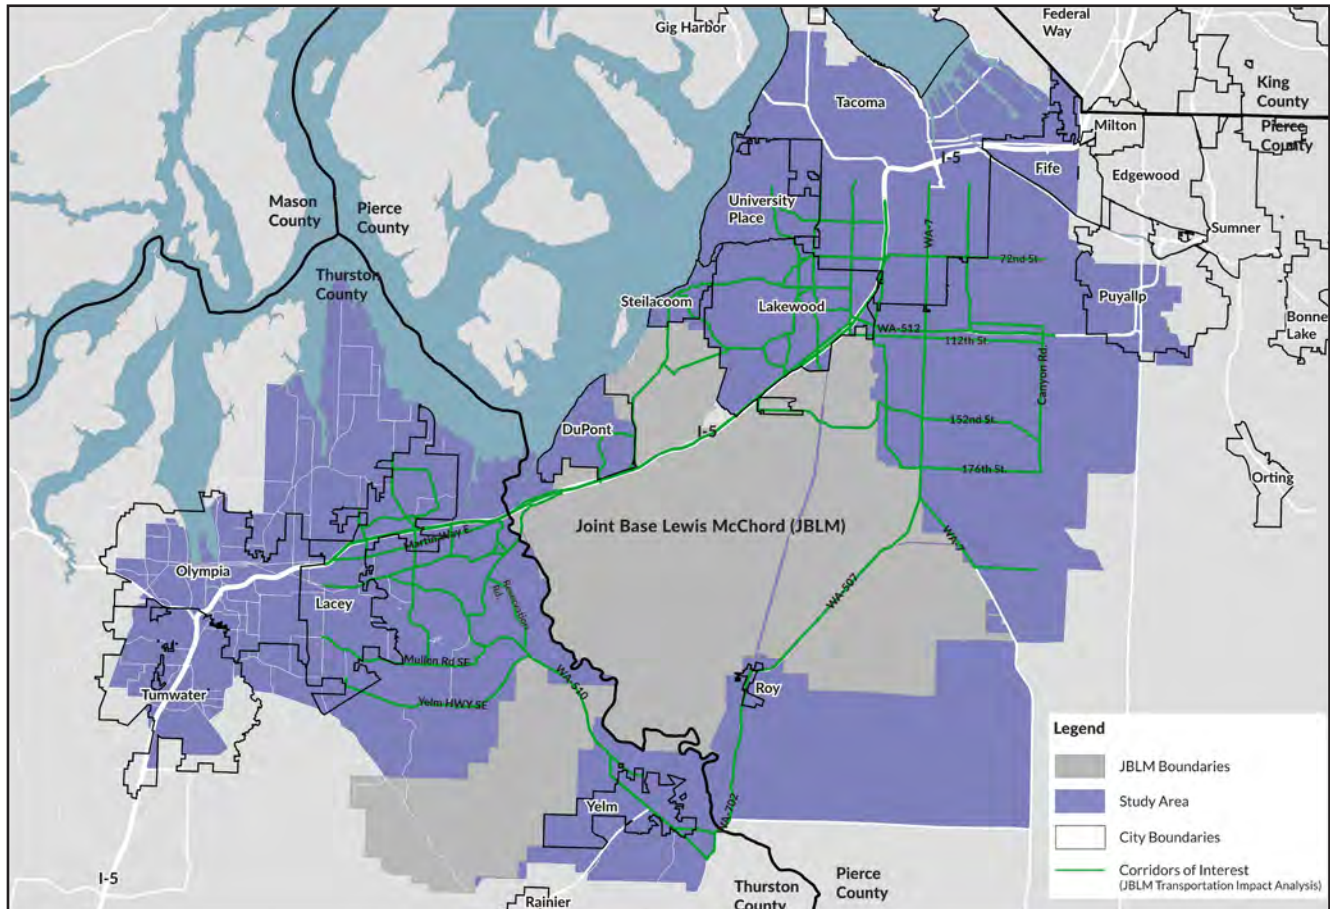 Gig Harbor
Federal
Way
King
County
Pierce
County
Tacoma
Milton
I-5
Fife
Edgewood
Mason
County
Pierce
County
University
Place
WA-7
Sumner
72nd St.
Thurston
County
Steilacoom
Lakewood
Puyallp
WA-512
112th St.
Bonne
Lake
Canyon Rd.
DuPont
I-5
152nd St.
176th St.
Orting
Joint Base Lewis McChord (JBLM)
Martin Way E
WA-7
Olympia
Lacey
Reservation
Rd.
WA-507
Mullen Rd SE
WA-510
Roy
Tumwater
Yelm HWY SE
Yelm
WA-702
I-5
Rainier
Thurston
County
Pierce
County
Legend
JBLM Boundaries
Study Area
City Boundaries
Corridors of Interest
(JBLM Transportation Impact Analysis)